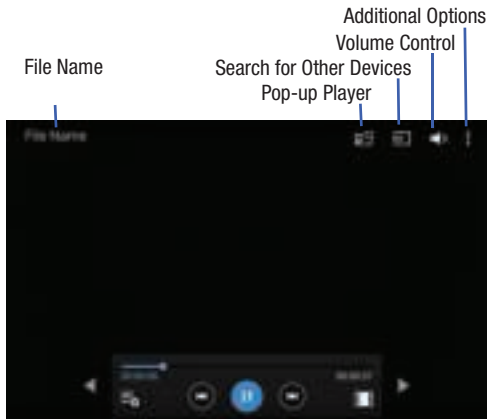 Additional Options
Volume Control
Search for Other Devices
Pop-up Player
File Name
File Name